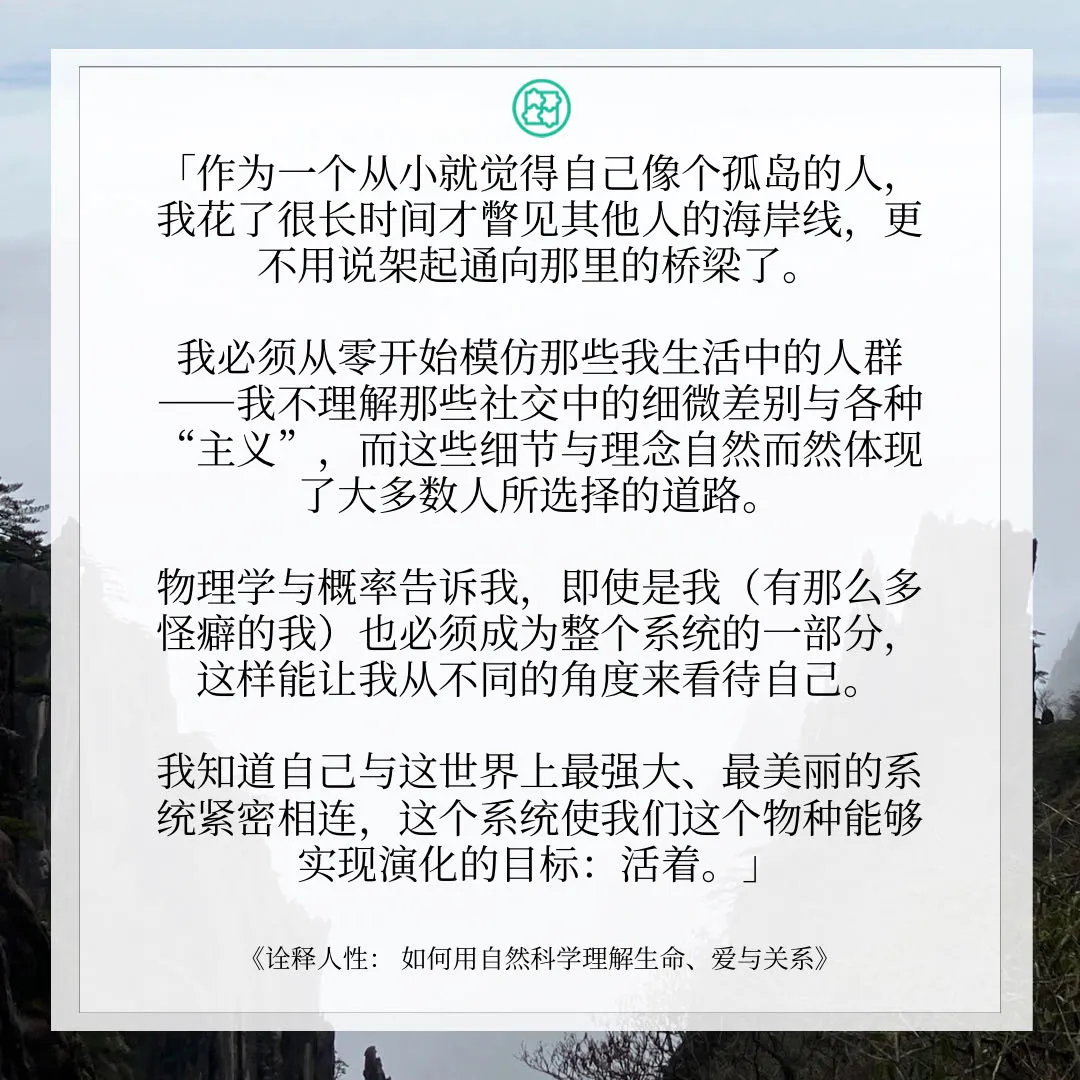 「作为一个从小就觉得自己像个孤岛的人，
我花了很长时间才瞥见其他人的海岸线，更
不用说架起通向那里的桥梁了。
我必须从零开始模仿那些我生活中的人群
——我不理解那些社交中的细微差别与各种
“主义”，而这些细节与理念自然而然体现
了大多数人所选择的道路。
物理学与概率告诉我，即使是我（有那么多
怪癖的我）也必须成为整个系统的一部分，
这样能让我从不同的角度来看待自己。
我知道自己与这世界上最强大、最美丽的系
统紧密相连，这个系统使我们这个物种能够
实现演化的目标：活着。」
《诠释人性： 如何用自然科学理解生命、爱与关系》